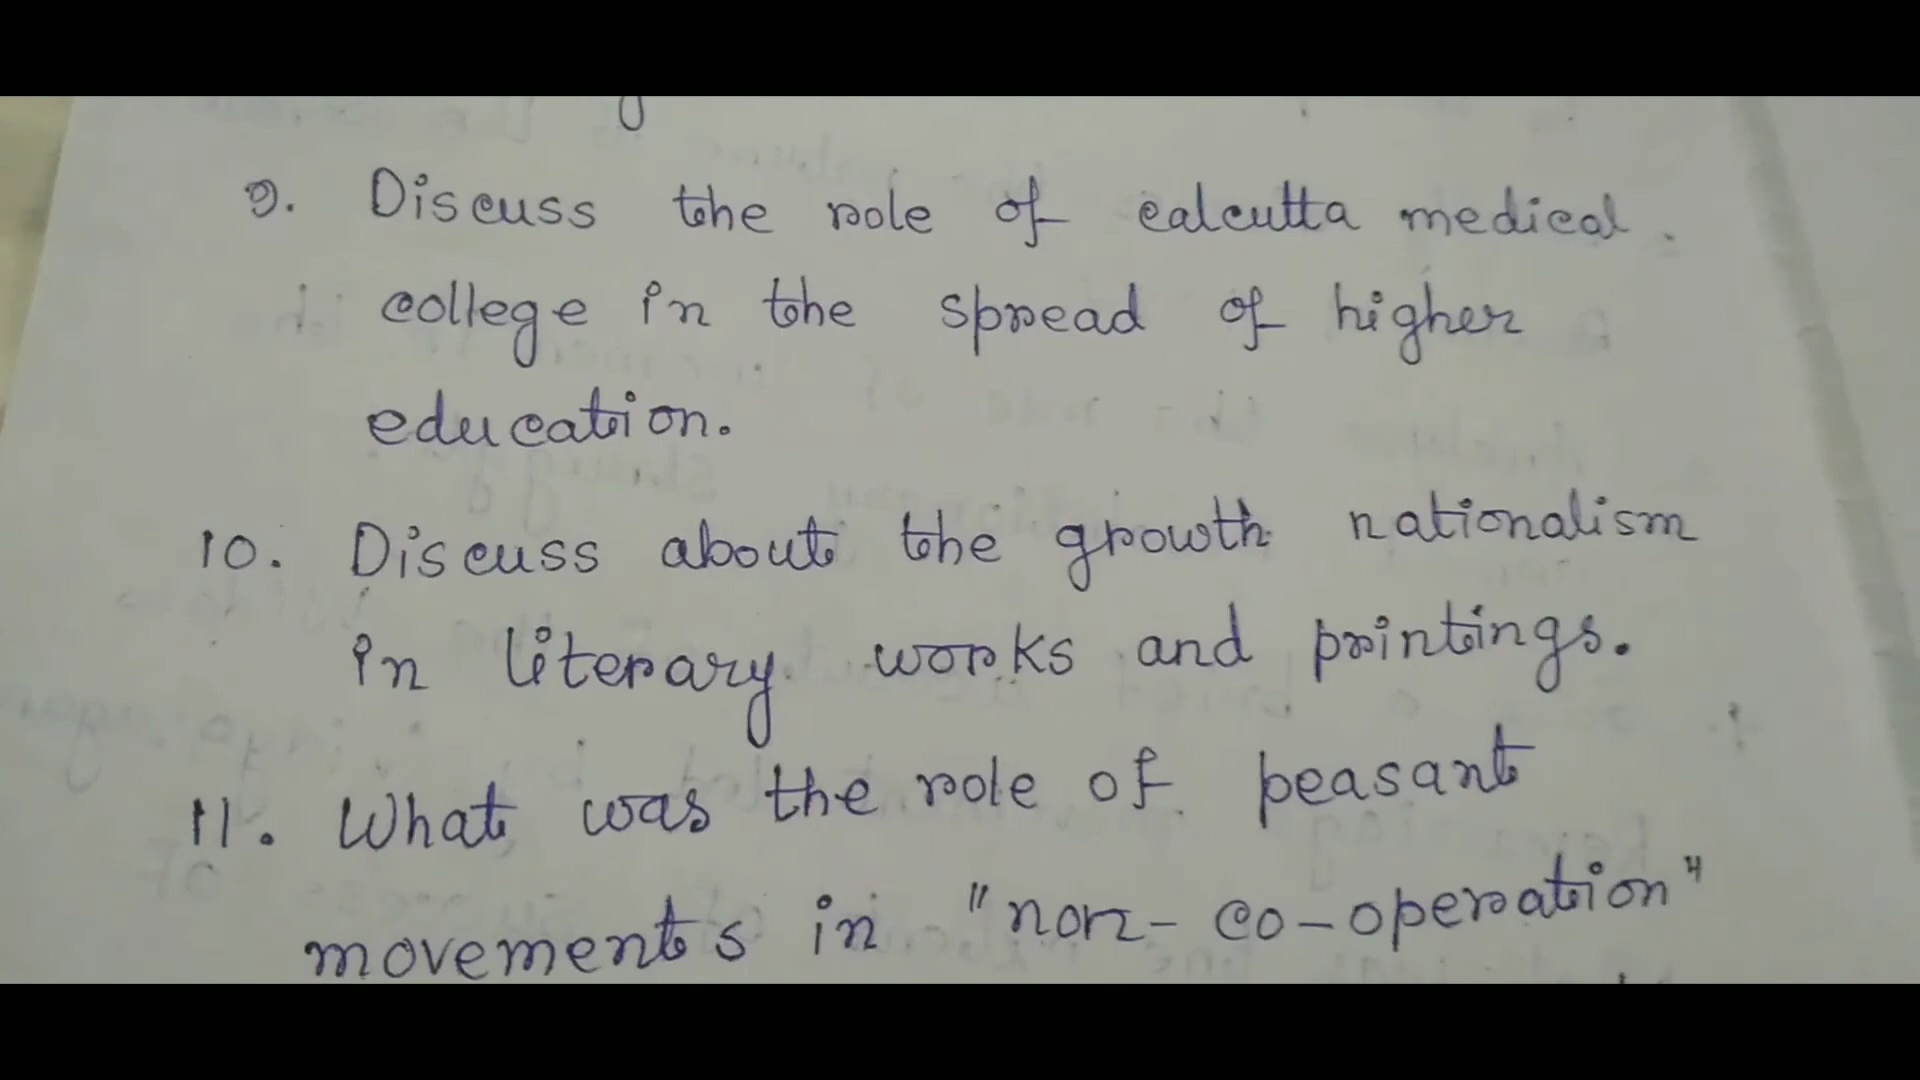 9. Discuss the role of calcutta medical
college in the spread of higher
education.
10. Discuss about the growth nationalism
in literary works and printings.
11. What was the role of peasant
movements in "non-co-operation"